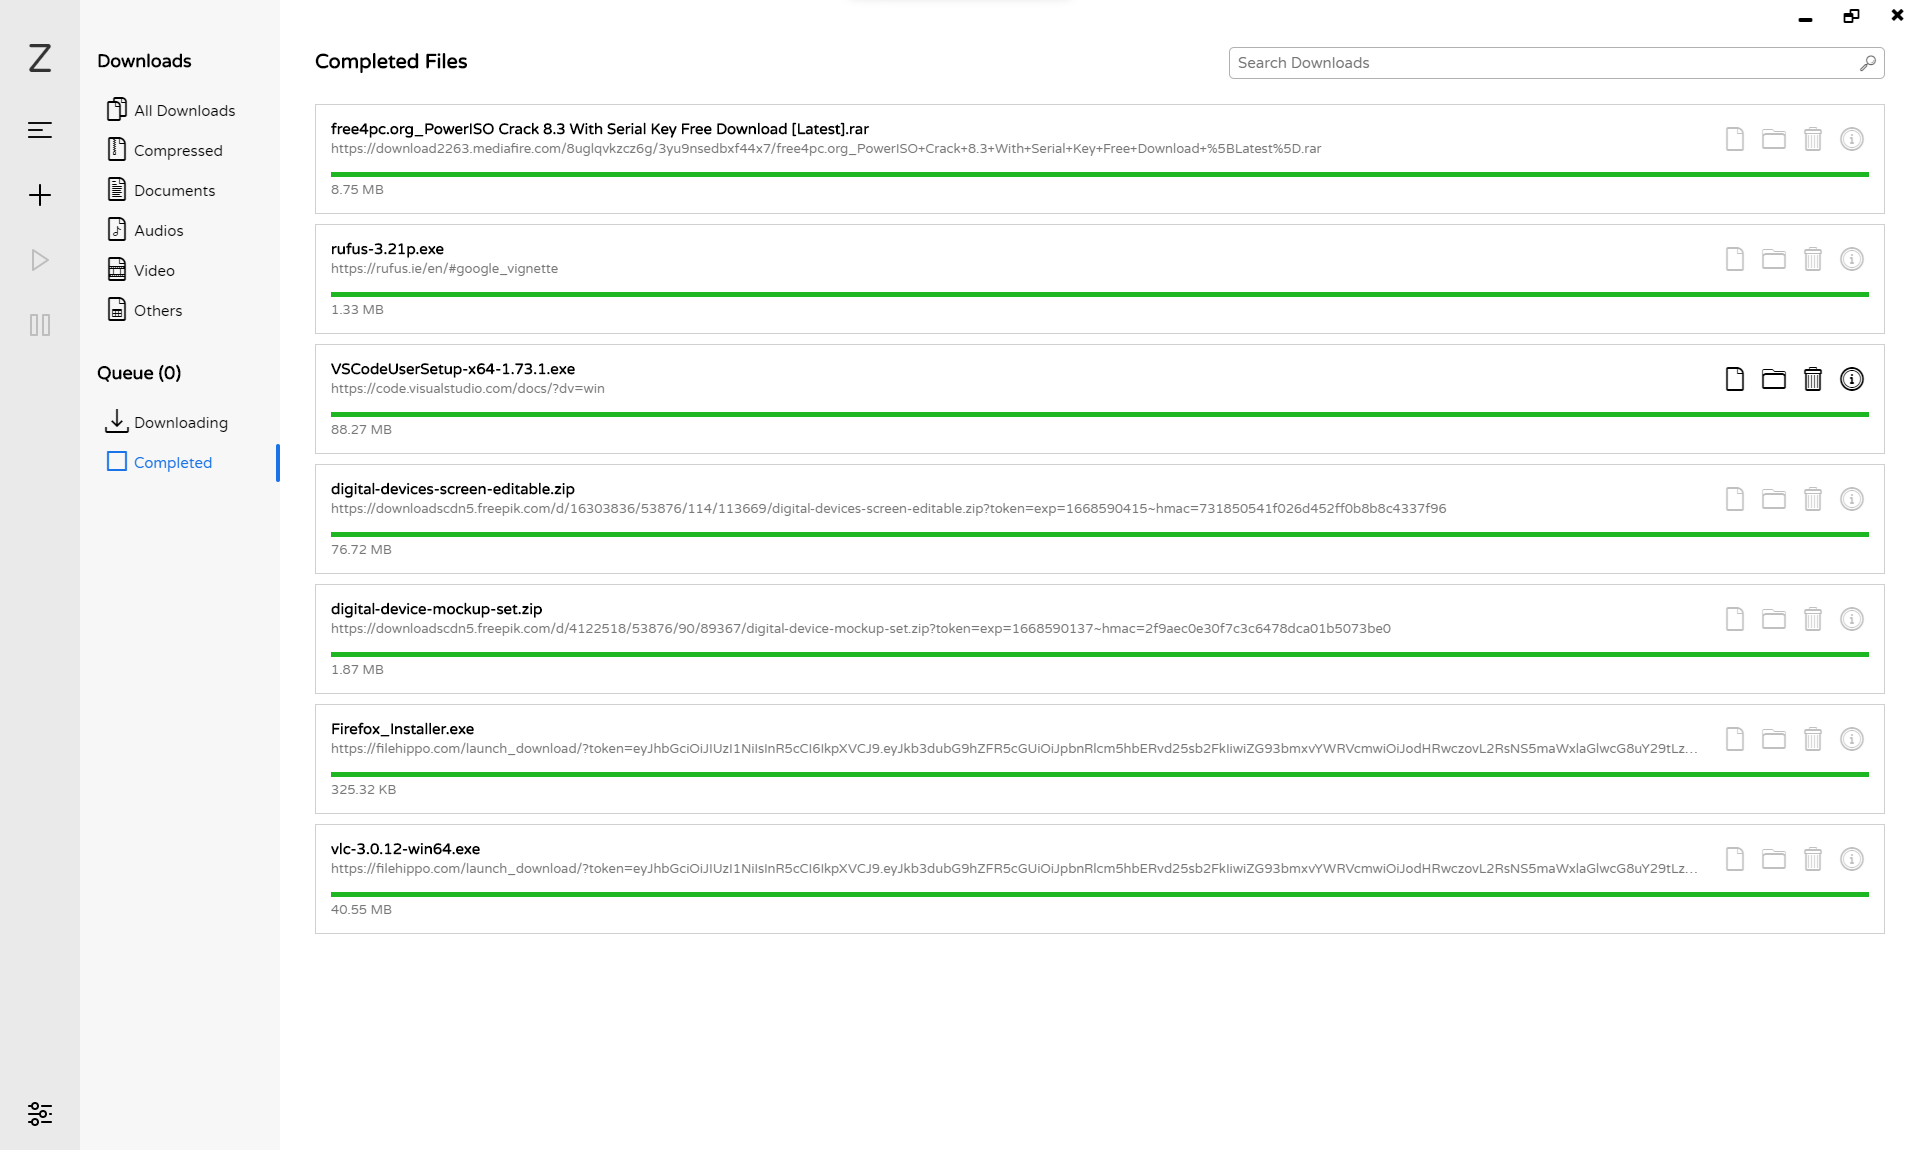 Z
Downloads
All Downloads
Compressed
Documents
Audios
Video
Others
Queue (0)
Downloading
Completed
Completed Files
Search Downloads
free4pc.org_PowerISO Crack 8.3 With Serial Key Free Download [Latest].rar
https://download2263.mediafire.com/8uglqvkzcz6g/3yu9nsedbxf44x7/free4pc.org_PowerISO+Crack+8.3+With+Serial+Key+Free+Download+%5BLatest%5D.rar
8.75 MB
rufus-3.21p.exe
https://rufus.ie/en/#google_vignette
1.33 MB
VSCodeUserSetup-x64-1.73.1.exe
https://code.visualstudio.com/docs/?dv=win
88.27 MB
digital-devices-screen-editable.zip
https://downloadscdn5.freepik.com/d/16303836/53876/114/113669/digital-devices-screen-editable.zip?token=exp=1668590415~hmac=731850541f026d452ff0b8b8c4337f96
76.72 MB
digital-device-mockup-set.zip
https://downloadscdn5.freepik.com/d/4122518/53876/90/89367/digital-device-mockup-set.zip?token=exp=1668590137~hmac=2f9aec0e30f7c3c6478dca01b5073be0
1.87 MB
Firefox_Installer.exe
https://filehippo.com/launch_download/?token=eyJhbGciOiJIUzI1NiIsInR5cCI6IkpXVCJ9.eyJkb3dubG9hZFR5cGUiOiJpbnRlcm5hbERvd25sb2FkIiwiZG93bmxvYWRVcmwiOiJodHRwczovL2RsNS5maWxlaGlwcG8uY29tLz...
325.32 KB
vlc-3.0.12-win64.exe
https://filehippo.com/launch_download/?token=eyJhbGciOiJIUzI1NiIsInR5cCI6IkpXVCJ9.eyJkb3dubG9hZFR5cGUiOiJpbnRlcm5hbERvd25sb2FkIiwiZG93bmxvYWRVcmwiOiJodHRwczovL2RsNS5maWxlaGlwcG8uY29tLz...
40.55 MB